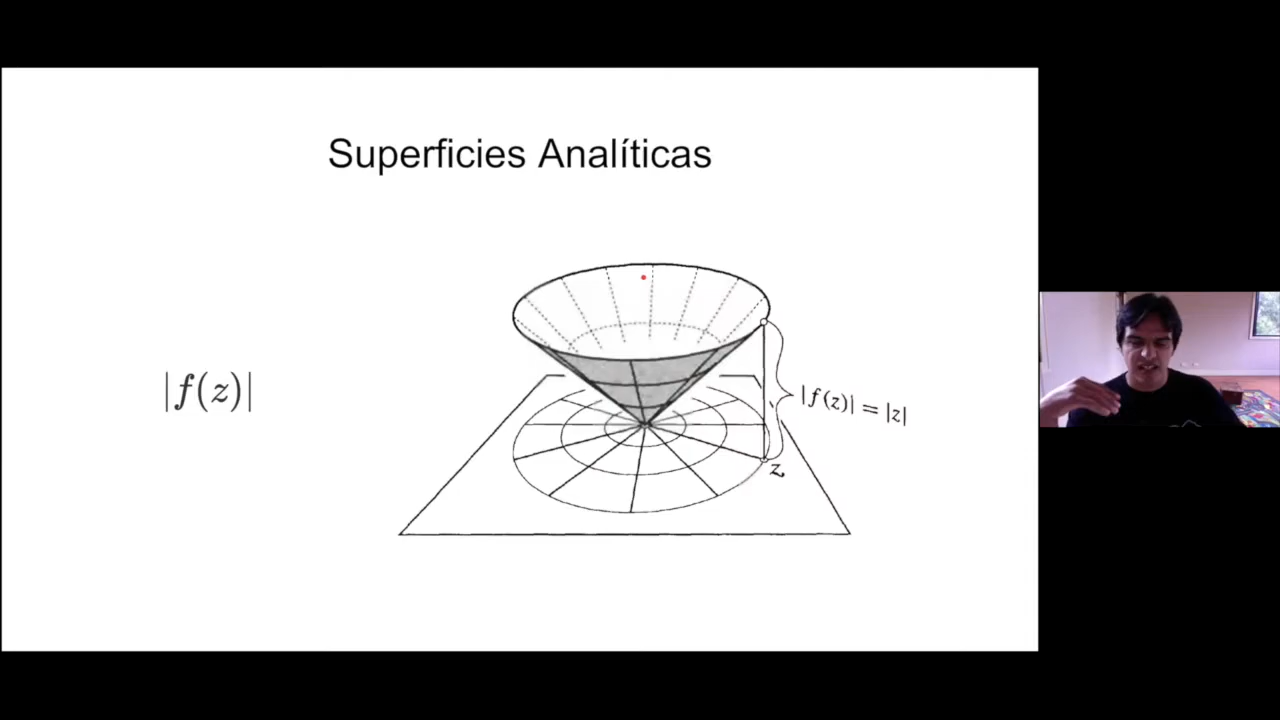 Superficies Analíticas
|f(z)|
|f(z)| = |z|
z